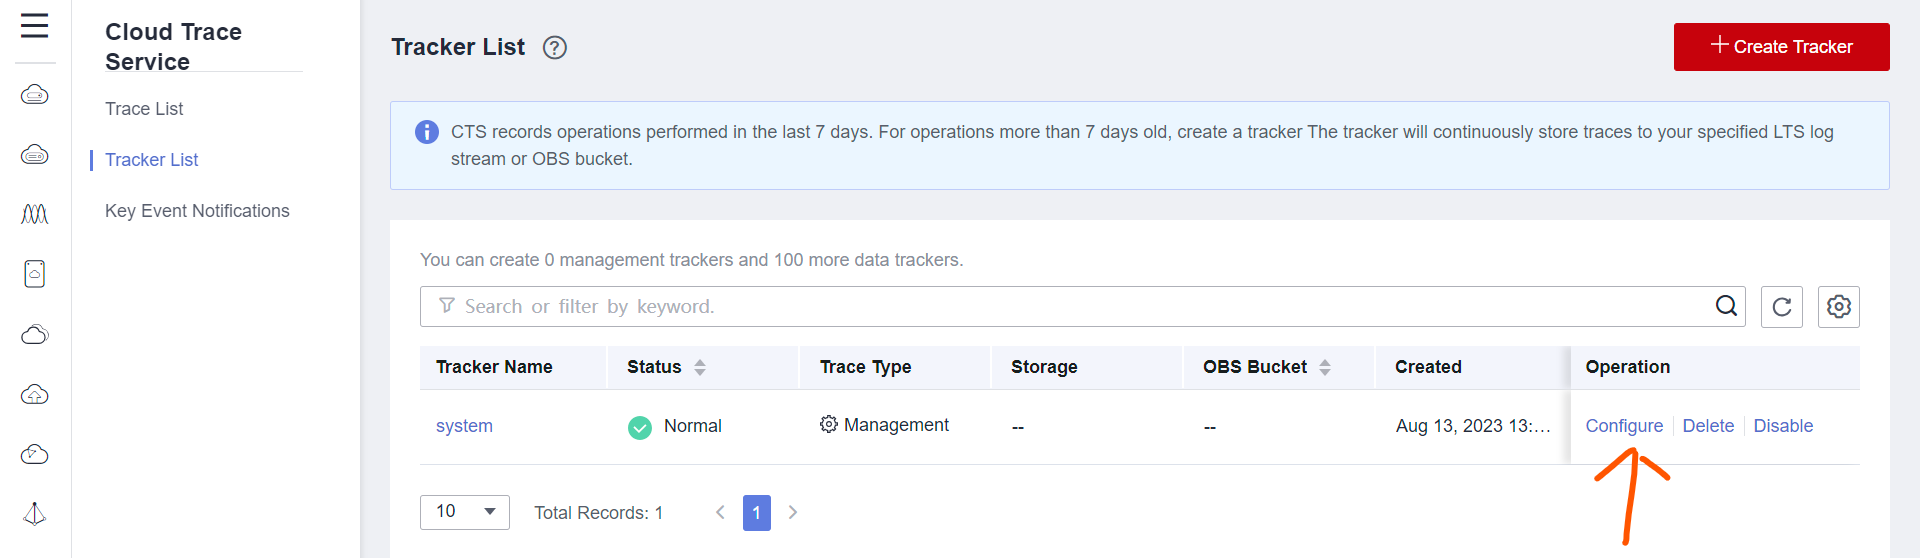 Cloud Trace
Service
Trace List
Tracker List
Key Event Notifications
Tracker List ?
+ Create Tracker
CTS records operations performed in the last 7 days. For operations more than 7 days old, create a tracker The tracker will continuously store traces to your specified LTS log
stream or OBS bucket.
You can create 0 management trackers and 100 more data trackers.
Search or filter by keyword.
Tracker Name Status Trace Type Storage OBS Bucket Created Operation
system Normal Management -- -- Aug 13, 2023 13:... Configure Delete Disable
10 Total Records: 1 < 1 >